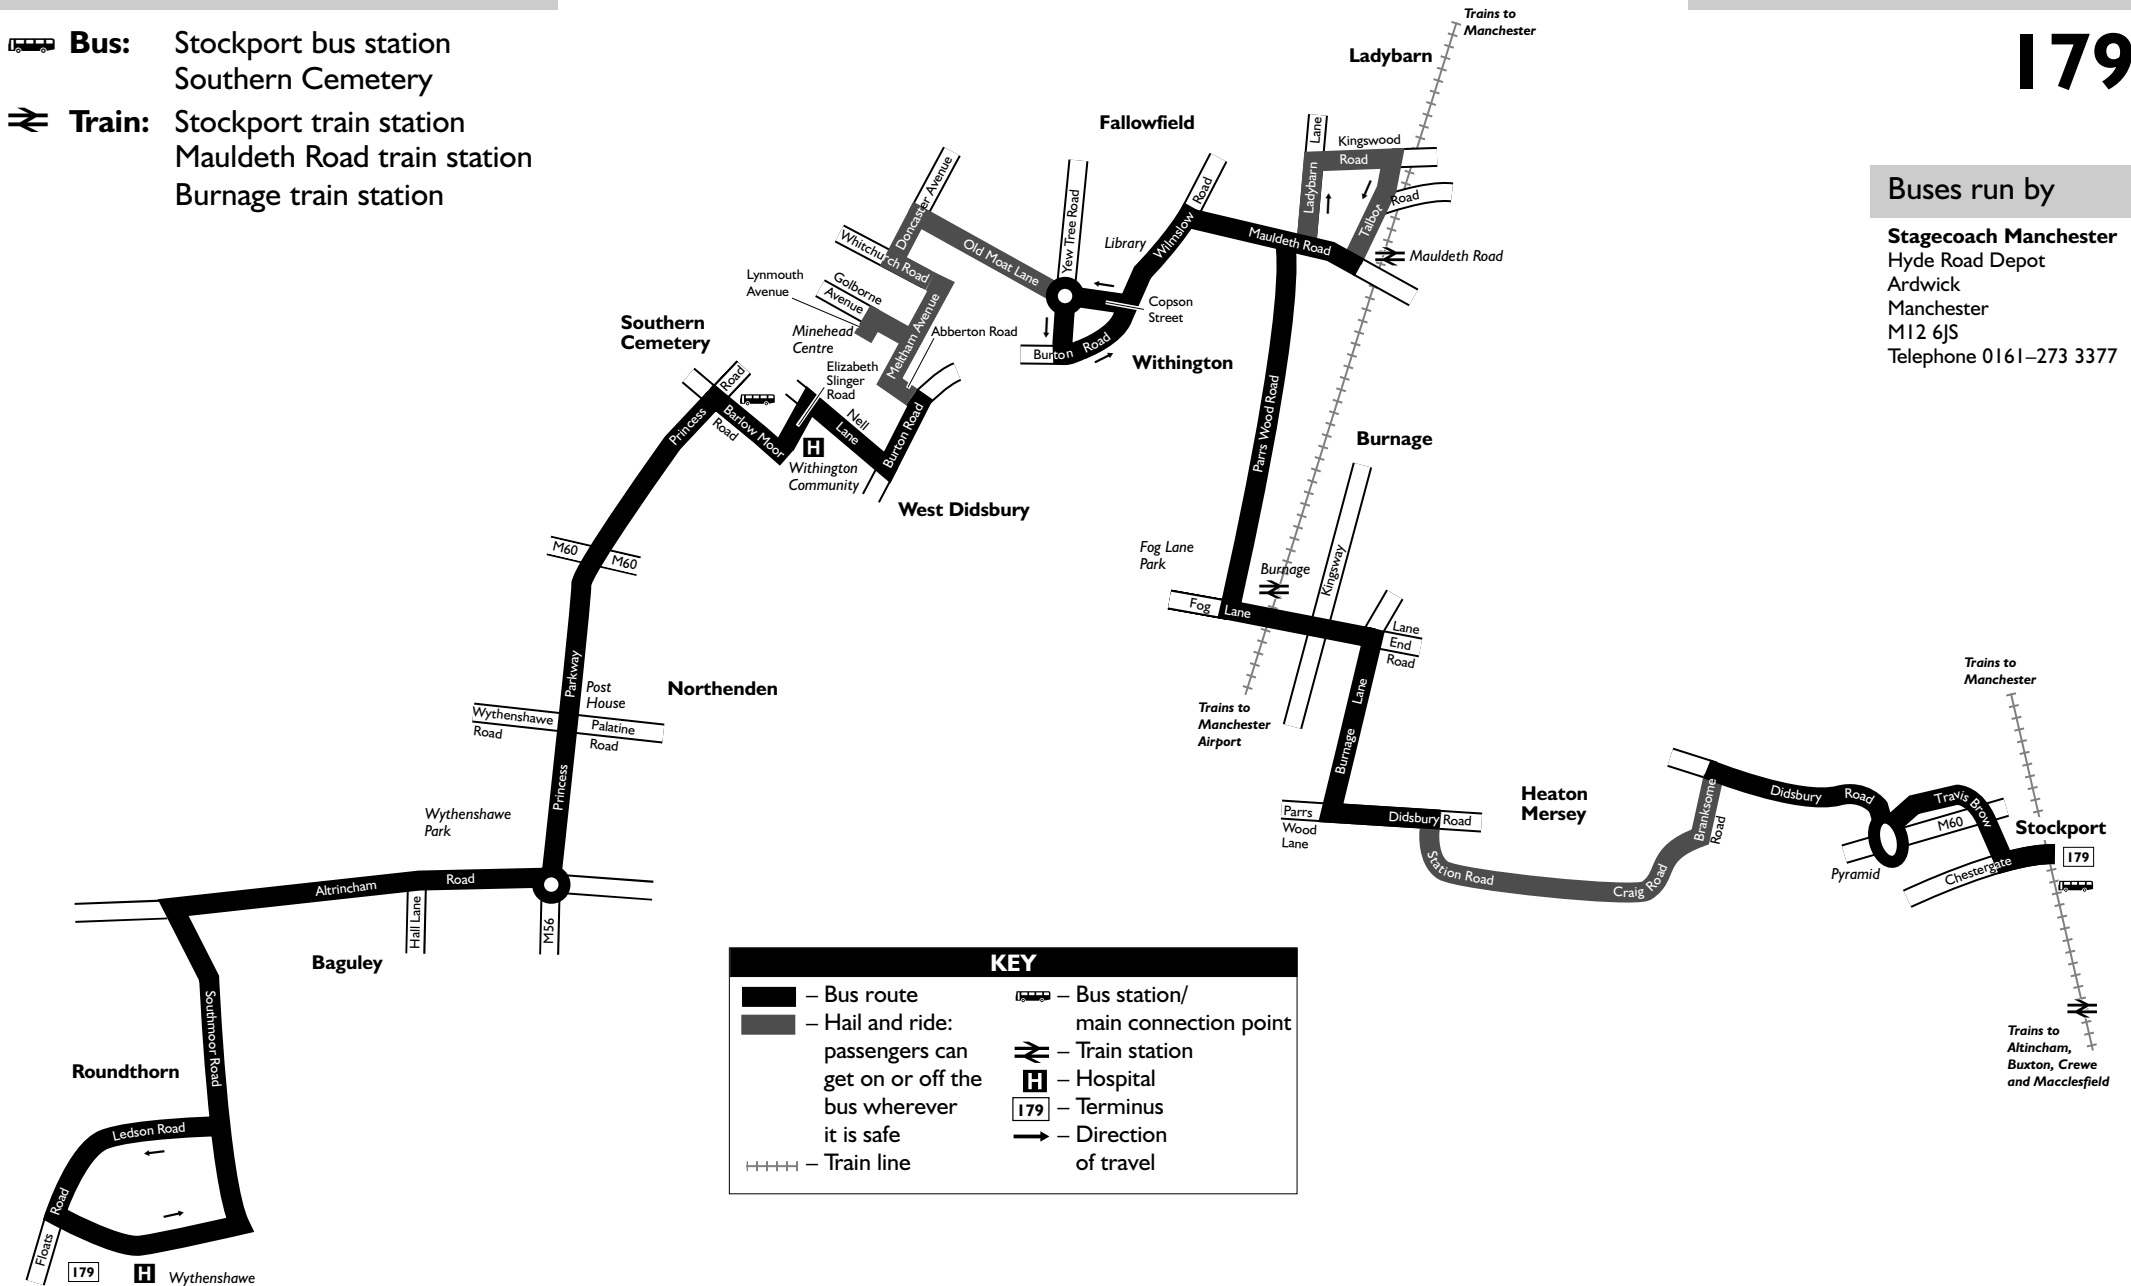 Bus: Stockport bus station
Southern Cemetery
Train: Stockport train station
Mauldeth Road train station
Burnage train station
179
Buses run by
Stagecoach Manchester
Hyde Road Depot
Ardwick
Manchester
M12 6JS
Telephone 0161–273 3377
Trains to
Manchester
Ladybarn
Fallowfield
Lane
Ladybarn
Kingswood
Road
Talbot
Road
Mauldeth Road
Mauldeth Road
Wilmslow
Road
Library
Yew Tree Road
Copson
Street
Burton Road
Withington
Old Moat Lane
Doncaster Avenue
Whitchurch Road
Lynmouth
Avenue
Golborne
Avenue
Minehead
Centre
Meltham Avenue
Abberton Road
Elizabeth
Slinger
Road
Nell
Lane
Burton Road
Southern
Cemetery
Road
Princess
Barlow Moor
Road
H
Withington
Community
West Didsbury
Parrs Wood Road
Burnage
Fog Lane
Park
Burnage
Kingsway
Fog Lane
Lane
End
Road
Trains to
Manchester
Airport
Burnage Lane
Parrs
Wood
Lane
Didsbury Road
Heaton
Mersey
Station Road
Craig Road
Branksome
Road
Didsbury Road
Travis Brow
M60
Pyramid
Chestergate
Trains to
Manchester
Stockport
179
Trains to
Altincham,
Buxton, Crewe
and Macclesfield
M60
M60
Princess Parkway
Post
House
Northenden
Wythenshawe
Road
Palatine
Road
Wythenshawe
Park
Altrincham Road
Hall Lane
M56
Baguley
Southmoor Road
Roundthorn
Ledson Road
Floats Road
179
H Wythenshawe
KEY
– Bus route
– Hail and ride:
passengers can
get on or off the
bus wherever
it is safe
– Train line
– Bus station/
main connection point
– Train station
H – Hospital
179 – Terminus
– Direction
of travel